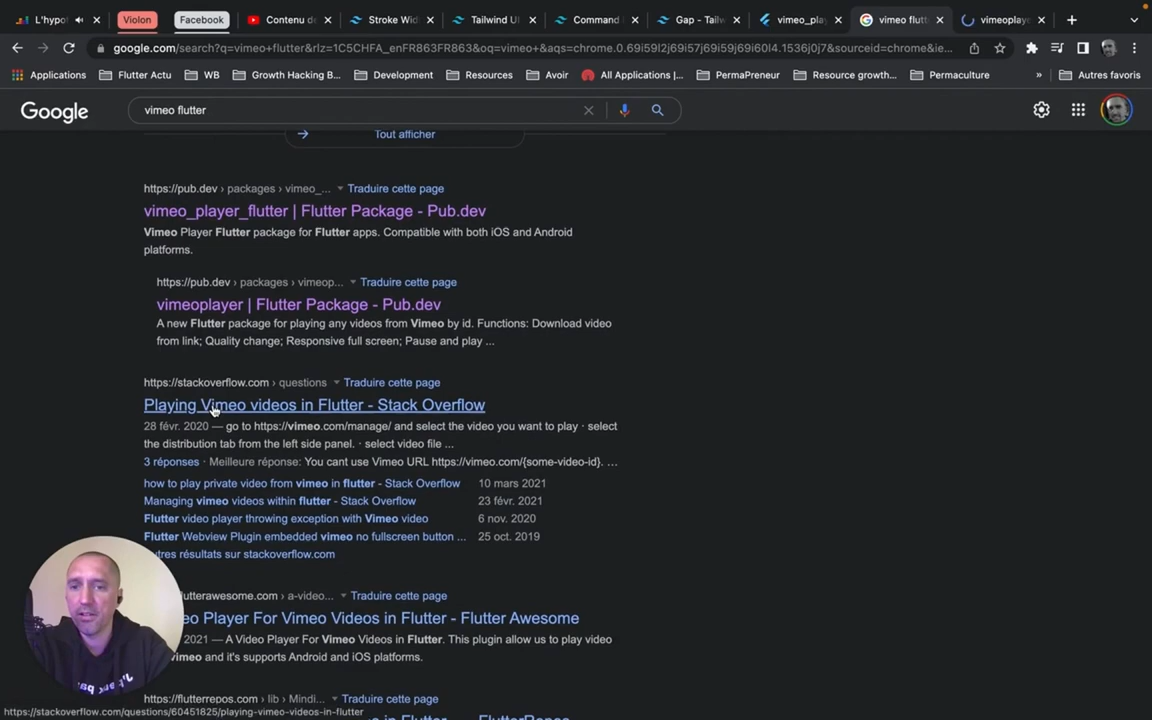 L'hypot
Violon
Facebook
Contenu de
Stroke Wid
Tailwind UI
Command
Gap - Tailw
vimeo_play
vimeo flutt
vimeoplaye
google.com/search?q=vimeo+flutter&rlz=1C5CHFA_enFR863FR863&oq=vimeo+&aqs=chrome.0.69i59l2j69i57j69i59j69i60l4.1536j0j7&sourceid=chrome&ie...
Applications
Flutter Actu
WB
Growth Hacking B...
Development
Resources
Avoir
All Applications |...
PermaPreneur
Resource growth...
Permaculture
»
Autres favoris
Google
vimeo flutter
Tout afficher
https://pub.dev › packages › vimeo_... Traduire cette page
vimeo_player_flutter | Flutter Package - Pub.dev
Vimeo Player Flutter package for Flutter apps. Compatible with both iOS and Android
platforms.
https://pub.dev › packages › vimeop... Traduire cette page
vimeoplayer | Flutter Package - Pub.dev
A new Flutter package for playing any videos from Vimeo by id. Functions: Download video
from link; Quality change; Responsive full screen; Pause and play ...
https://stackoverflow.com › questions Traduire cette page
Playing Vimeo videos in Flutter - Stack Overflow
28 févr. 2020 — go to https://vimeo.com/manage/ and select the video you want to play · select
the distribution tab from the left side panel. · select video file ...
3 réponses · Meilleure réponse: You cant use Vimeo URL https://vimeo.com/{some-video-id}. ...
how to play private video from vimeo in flutter - Stack Overflow 10 mars 2021
Managing vimeo videos within flutter - Stack Overflow 23 févr. 2021
Flutter video player throwing exception with Vimeo video 6 nov. 2020
Flutter Webview Plugin embedded vimeo no fullscreen button ... 25 oct. 2019
utres résultats sur stackoverflow.com
utterawesome.com › a-video... Traduire cette page
eo Player For Vimeo Videos in Flutter - Flutter Awesome
2021 — A Video Player For Vimeo Videos in Flutter. This plugin allow us to play video
vimeo and it's supports Android and iOS platforms.
https://flutterrepos.com › lib › Mindi... Traduire cette page
https://stackoverflow.com/questions/60451825/playing-vimeo-videos-in-flutter